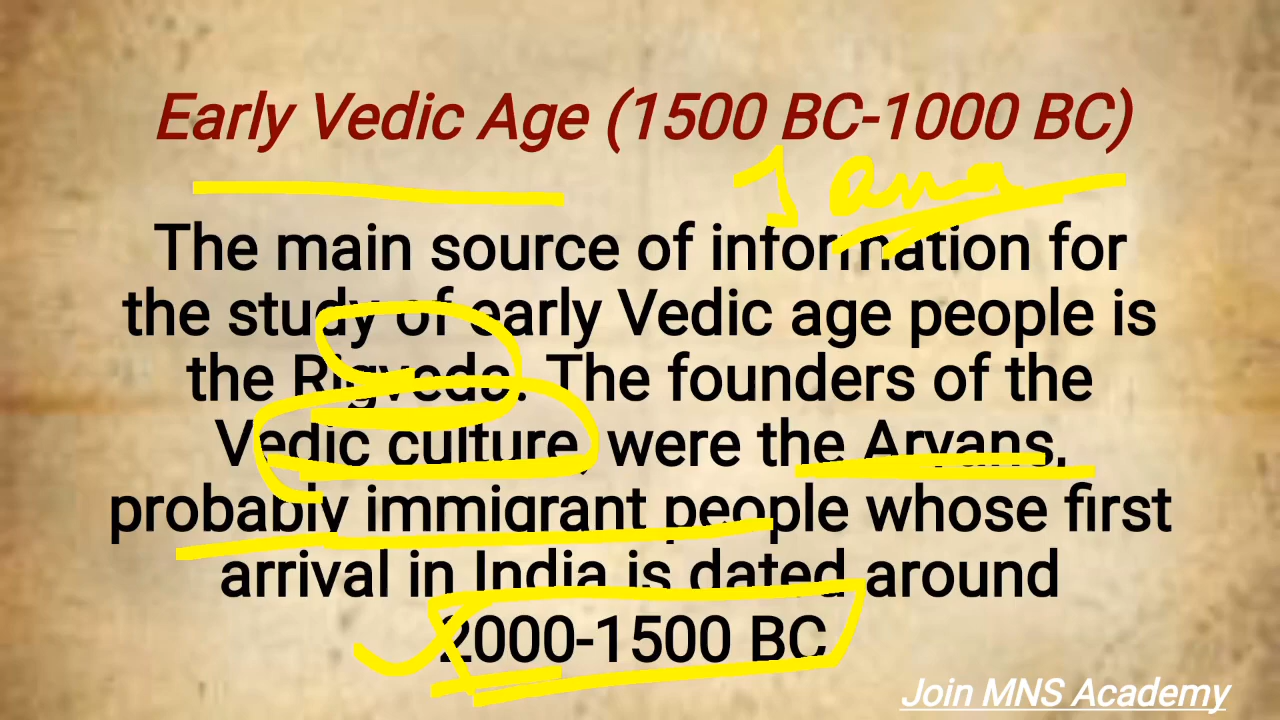 Early Vedic Age (1500 BC-1000 BC)
Jana
The main source of information for
the study of early Vedic age people is
the Rigveda. The founders of the
Vedic culture, were the Aryans,
probably immigrant people whose first
arrival in India is dated around
2000-1500 BC
Join MNS Academy